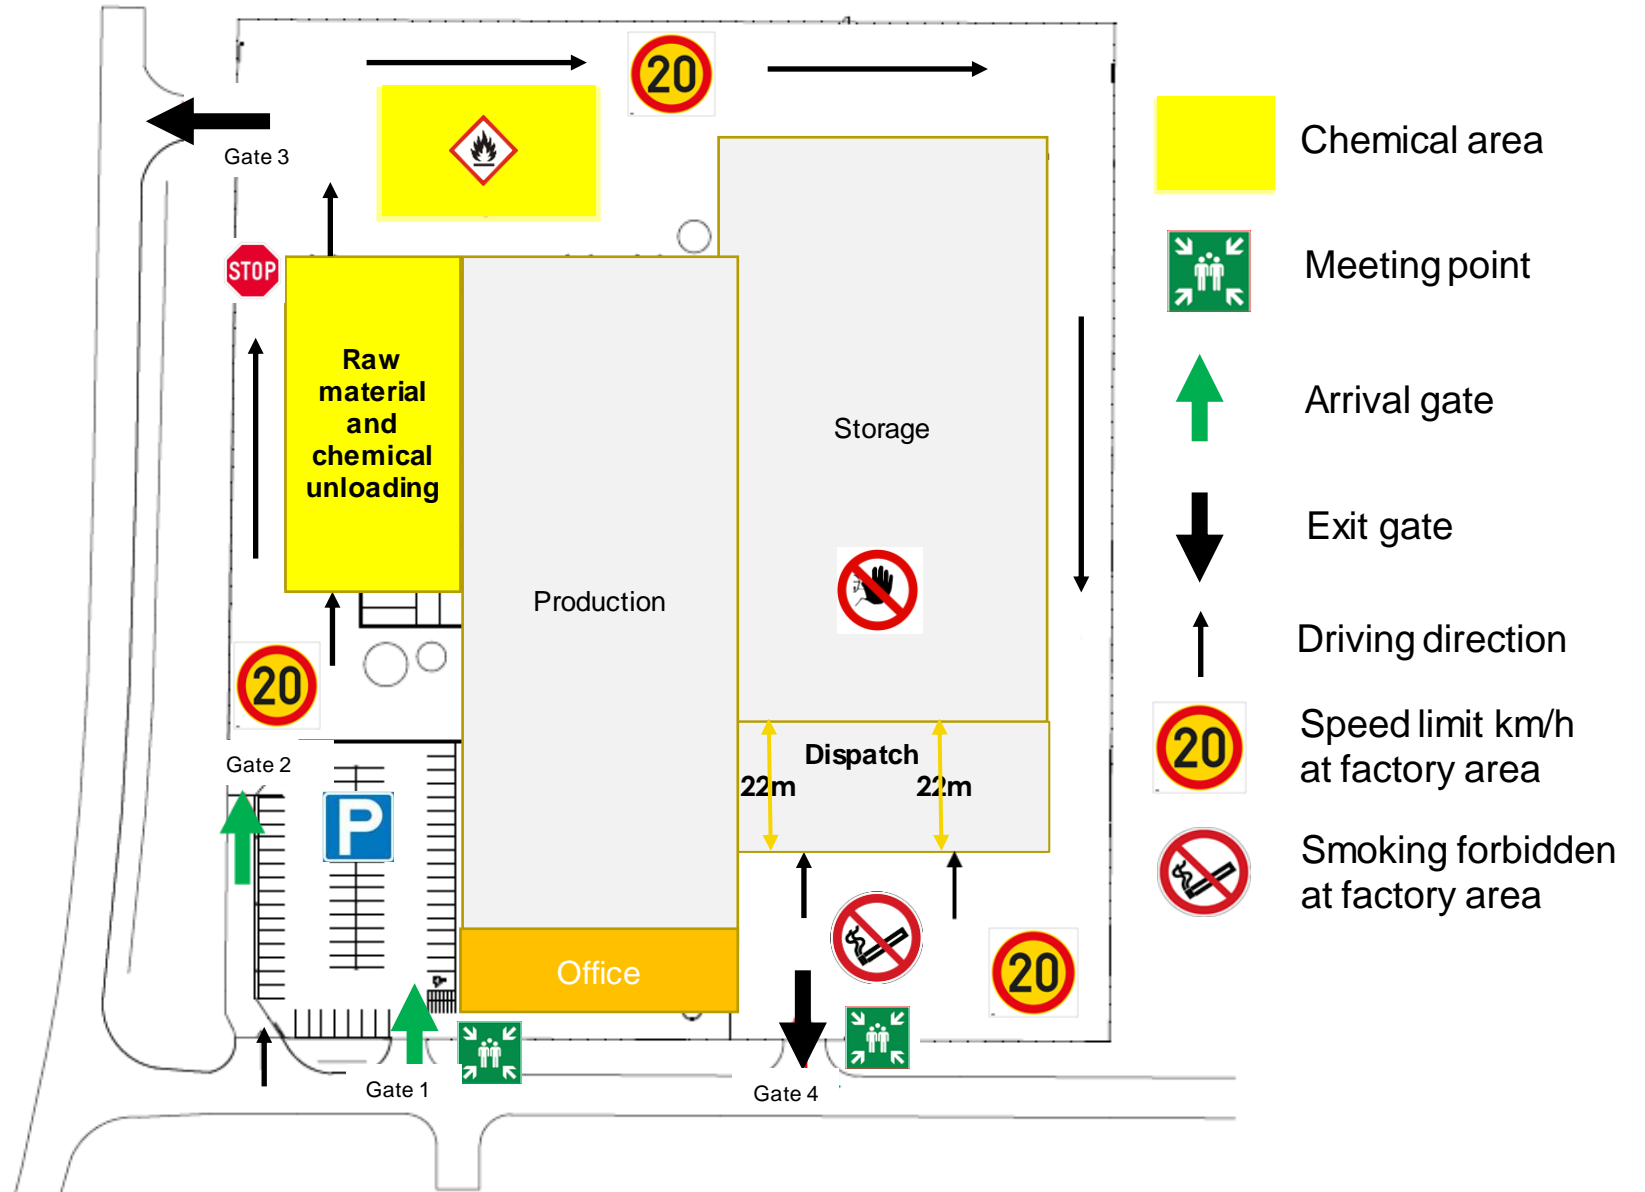 20
Gate 3
STOP
Raw
material
and
chemical
unloading
Storage
Production
20
Gate 2
P
Dispatch
22m
22m
Office
20
Gate 1
Gate 4
Chemical area
Meeting point
Arrival gate
Exit gate
Driving direction
20
Speed limit km/h
at factory area
Smoking forbidden
at factory area